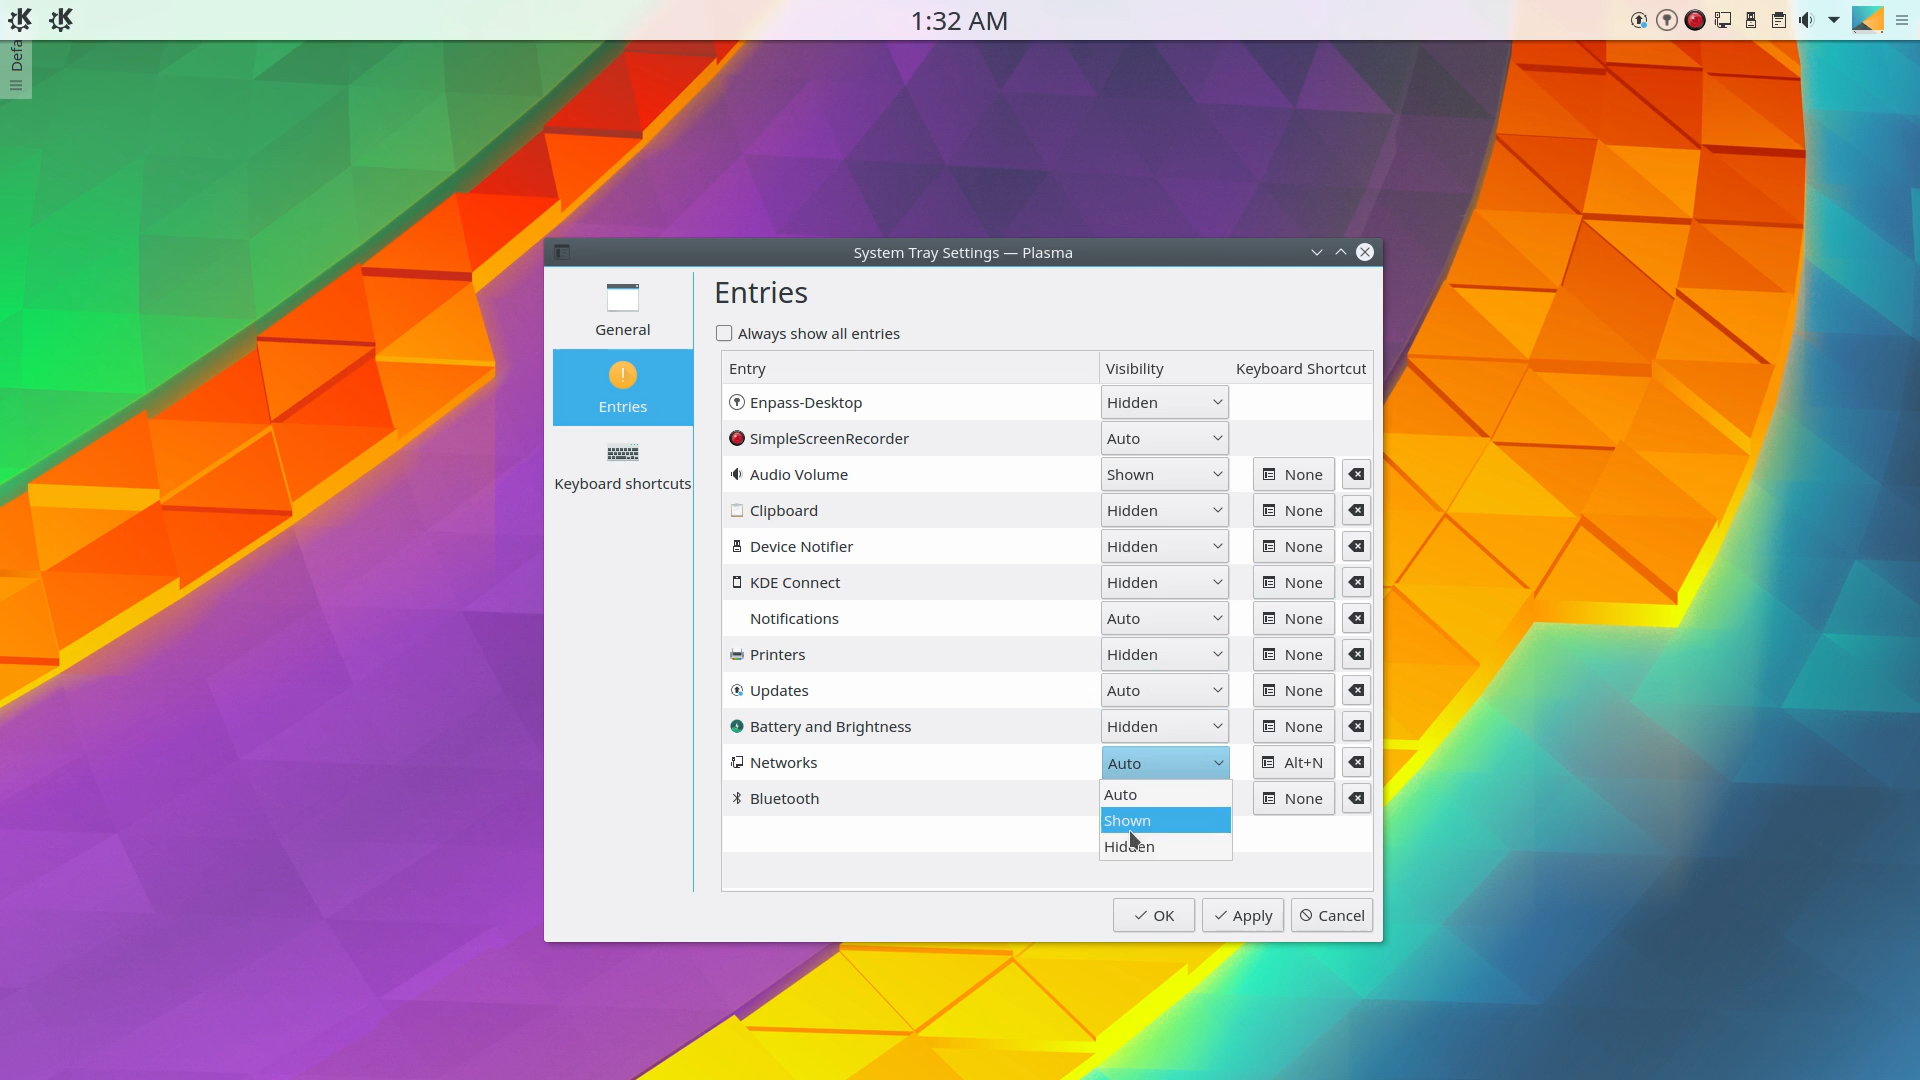 1:32 AM
Defa
System Tray Settings — Plasma
General
Entries
Keyboard shortcuts
Entries
Always show all entries
Entry Visibility Keyboard Shortcut
Enpass-Desktop Hidden
SimpleScreenRecorder Auto
Audio Volume Shown None
Clipboard Hidden None
Device Notifier Hidden None
KDE Connect Hidden None
Notifications Auto None
Printers Hidden None
Updates Auto None
Battery and Brightness Hidden None
Networks Auto Alt+N
Bluetooth None
Auto
Shown
Hidden
OK Apply Cancel